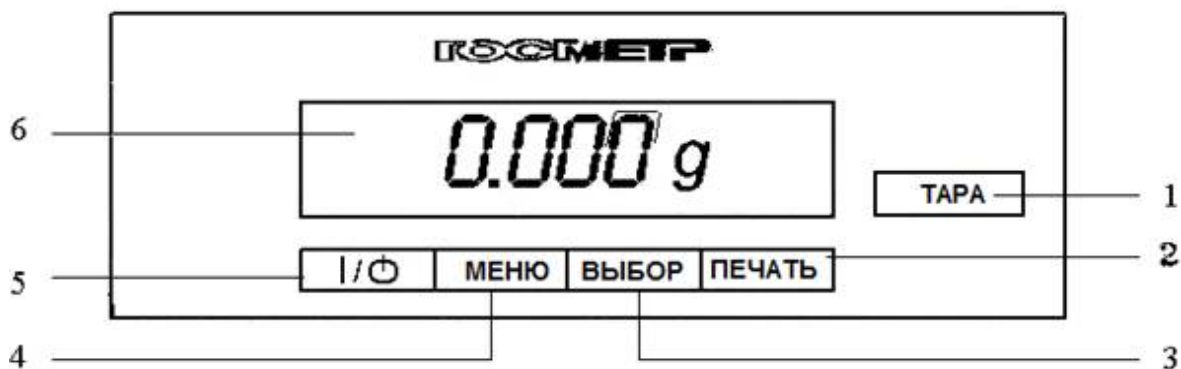 ГОСМЕТР
6
0.000 g
ТАРА
1
I/⏻
МЕНЮ
ВЫБОР
ПЕЧАТЬ
2
5
4
3